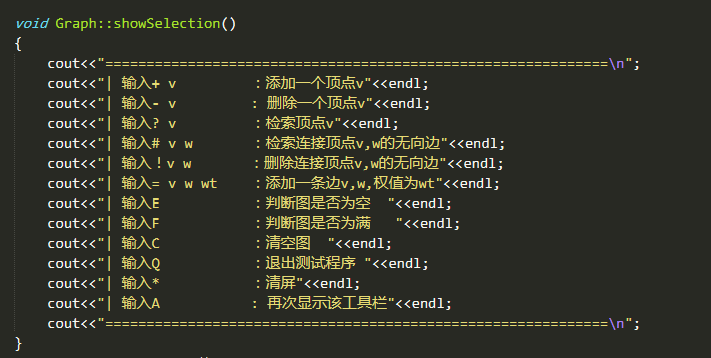 void Graph::showSelection()
{
    cout<<"=============================================================\n";
    cout<<"| 输入+ v          ：添加一个顶点v"<<endl;
    cout<<"| 输入- v          : 删除一个顶点v"<<endl;
    cout<<"| 输入? v          ：检索顶点v"<<endl;
    cout<<"| 输入# v w        ：检索连接顶点v,w的无向边"<<endl;
    cout<<"| 输入！v w        ：删除连接顶点v,w的无向边"<<endl;
    cout<<"| 输入= v w wt     ：添加一条边v,w,权值为wt"<<endl;
    cout<<"| 输入E            ：判断图是否为空  "<<endl;
    cout<<"| 输入F            ：判断图是否为满   "<<endl;
    cout<<"| 输入C            ：清空图  "<<endl;
    cout<<"| 输入Q            ：退出测试程序 "<<endl;
    cout<<"| 输入*            ：清屏"<<endl;
    cout<<"| 输入A            : 再次显示该工具栏"<<endl;
    cout<<"=============================================================\n";
}